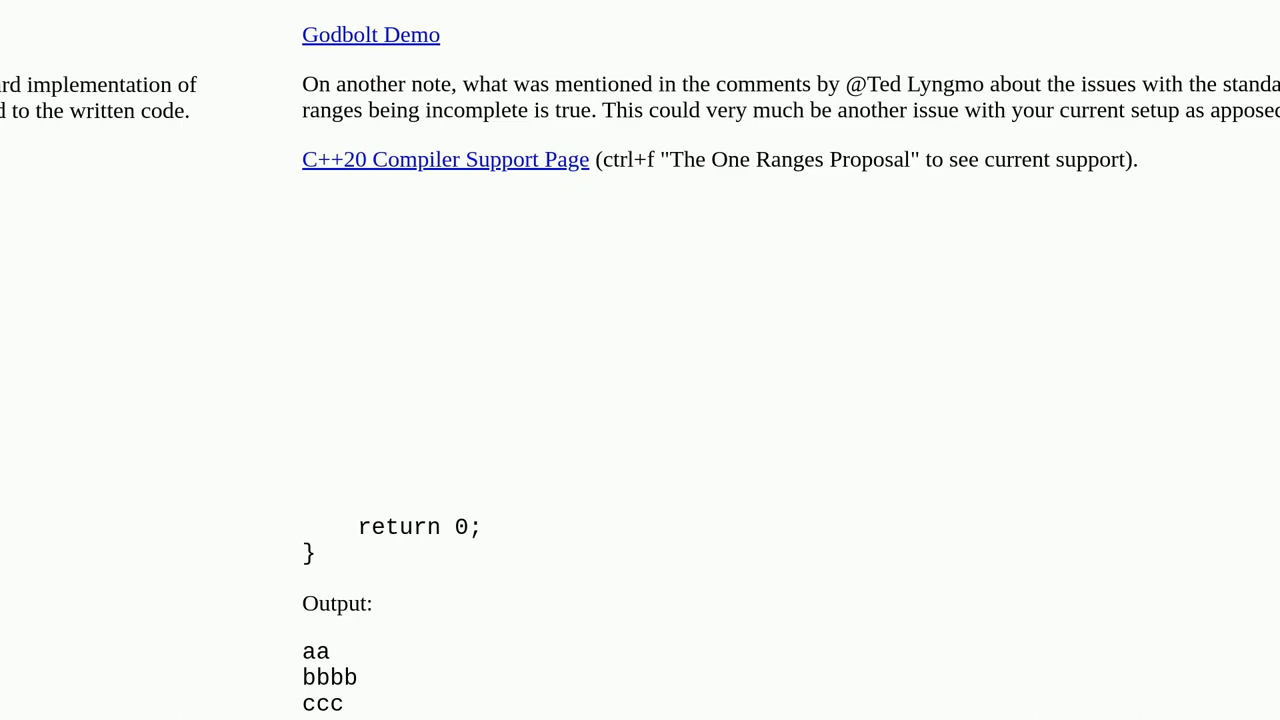 Godbolt Demo
ard implementation of
d to the written code.
On another note, what was mentioned in the comments by @Ted Lyngmo about the issues with the standa
ranges being incomplete is true. This could very much be another issue with your current setup as apposed
C++20 Compiler Support Page (ctrl+f "The One Ranges Proposal" to see current support).
return 0;
}
Output:
aa
bbbb
ccc